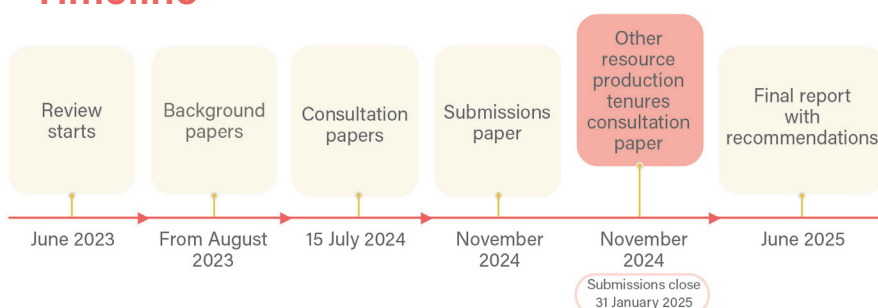 Timeline
Review
starts
Background
papers
Consultation
papers
Submissions
paper
Other
resource
production
tenures
consultation
paper
Final report
with
recommendations
June 2023
From August
2023
15 July 2024
November
2024
November
2024
Submissions close
31 January 2025
June 2025